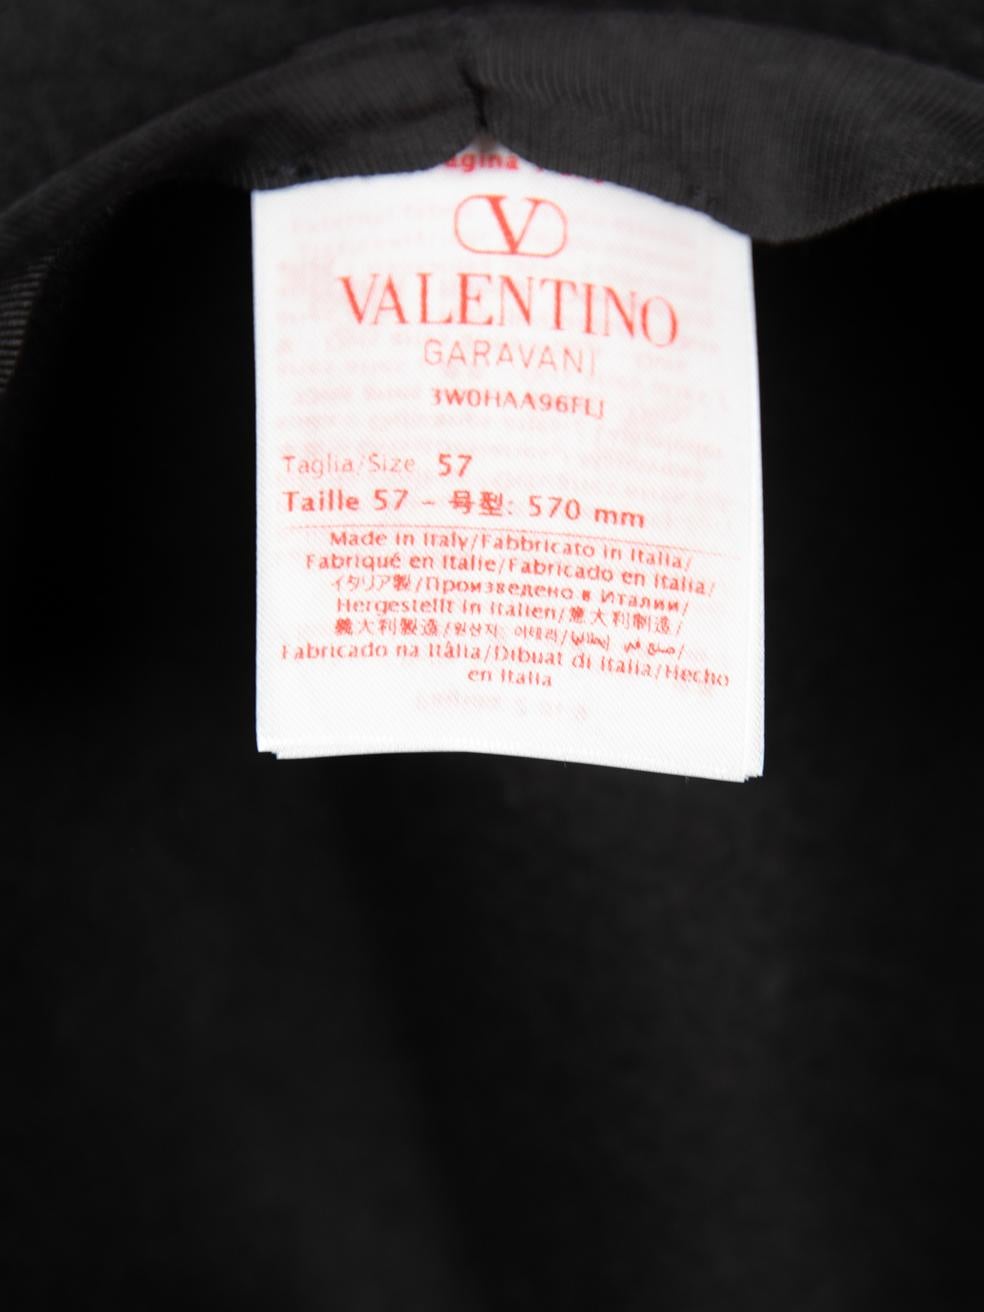 V
VALENTINO
GARAVANI
3W0HAA96FLJ
Taglia/Size 57
Taille 57 - 号型: 570 mm
Made in Italy/Fabbricato in Italia/
Fabriqué en Italie/Fabricado en Italia/
イタリア製/Произведено в Италии/
Hergestellt in Italien/意大利制造/
義大利製造/원산지: 이태리/صنع في إيطاليا/
Fabricado na Itália/Dibuat di Italia/Hecho
en Italia